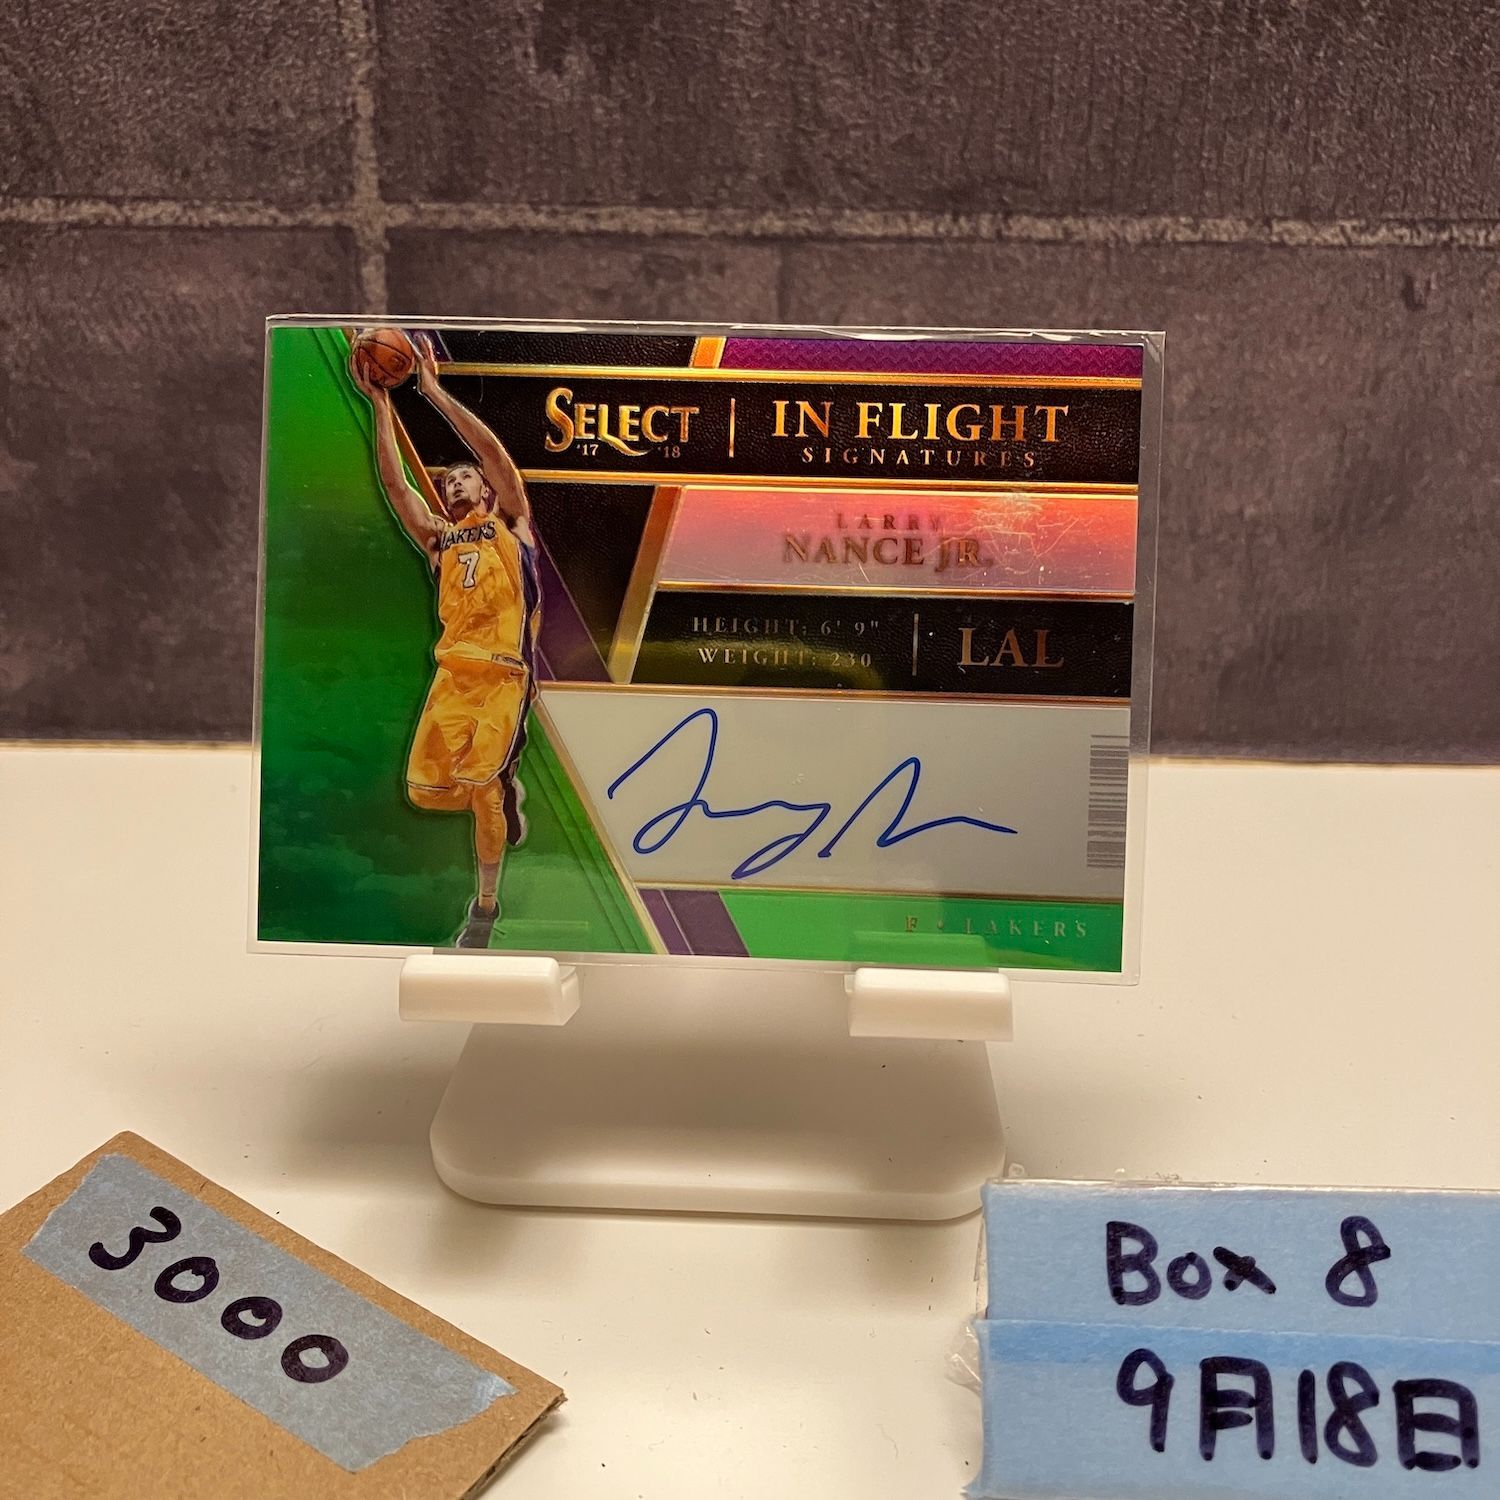 SELECT
'17 '18
IN FLIGHT
SIGNATURES
LARRY
NANCE JR.
LAKERS
7
HEIGHT: 6' 9"
WEIGHT: 230
LAL
F • LAKERS
3000
Box 8
9月18日